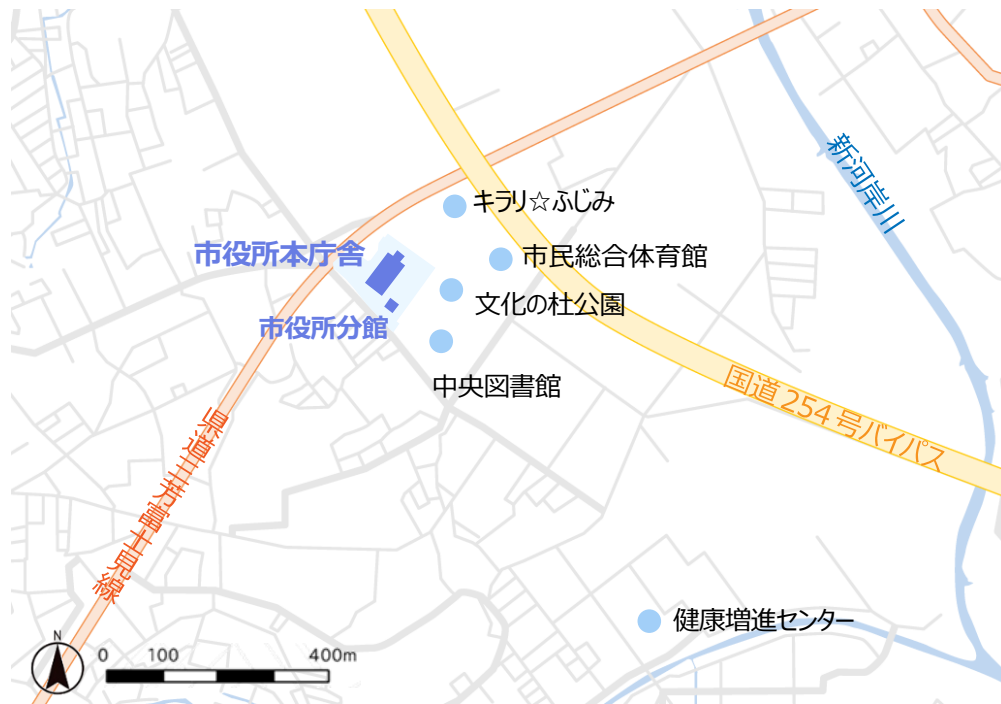 新河岸川
キラリ☆ふじみ
市役所本庁舎
市民総合体育館
文化の杜公園
市役所分館
中央図書館
国道 254 号バイパス
県道三芳富士見線
健康増進センター
N
0 100 400m